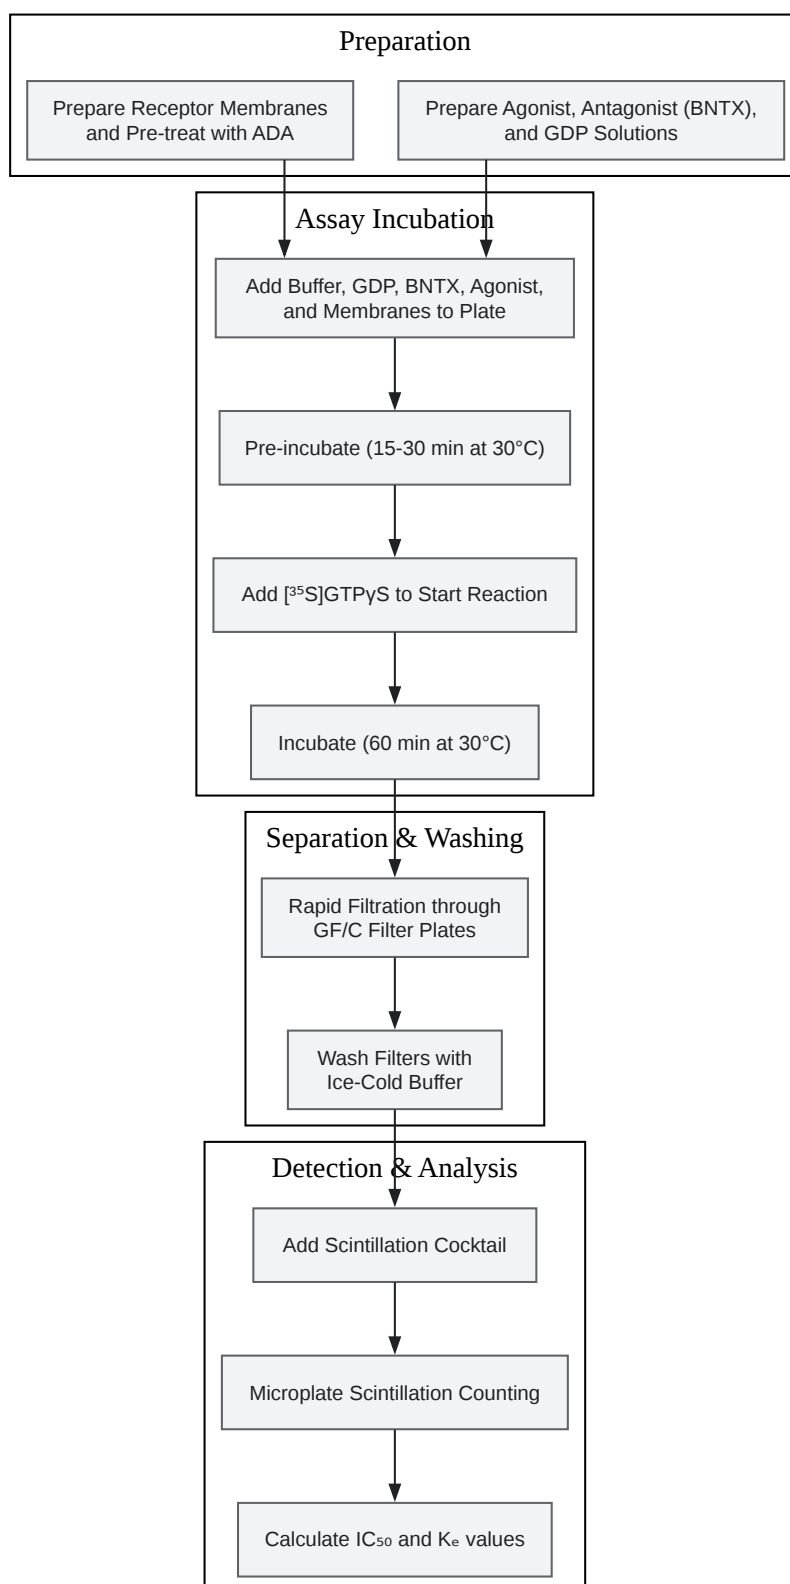 Preparation
Prepare Receptor Membranes
and Pre-treat with ADA
Prepare Agonist, Antagonist (BNTX),
and GDP Solutions
Assay Incubation
Add Buffer, GDP, BNTX, Agonist,
and Membranes to Plate
Pre-incubate (15-30 min at 30°C)
Add [³⁵S]GTPγS to Start Reaction
Incubate (60 min at 30°C)
Separation & Washing
Rapid Filtration through
GF/C Filter Plates
Wash Filters with
Ice-Cold Buffer
Detection & Analysis
Add Scintillation Cocktail
Microplate Scintillation Counting
Calculate IC₅₀ and Kₑ values